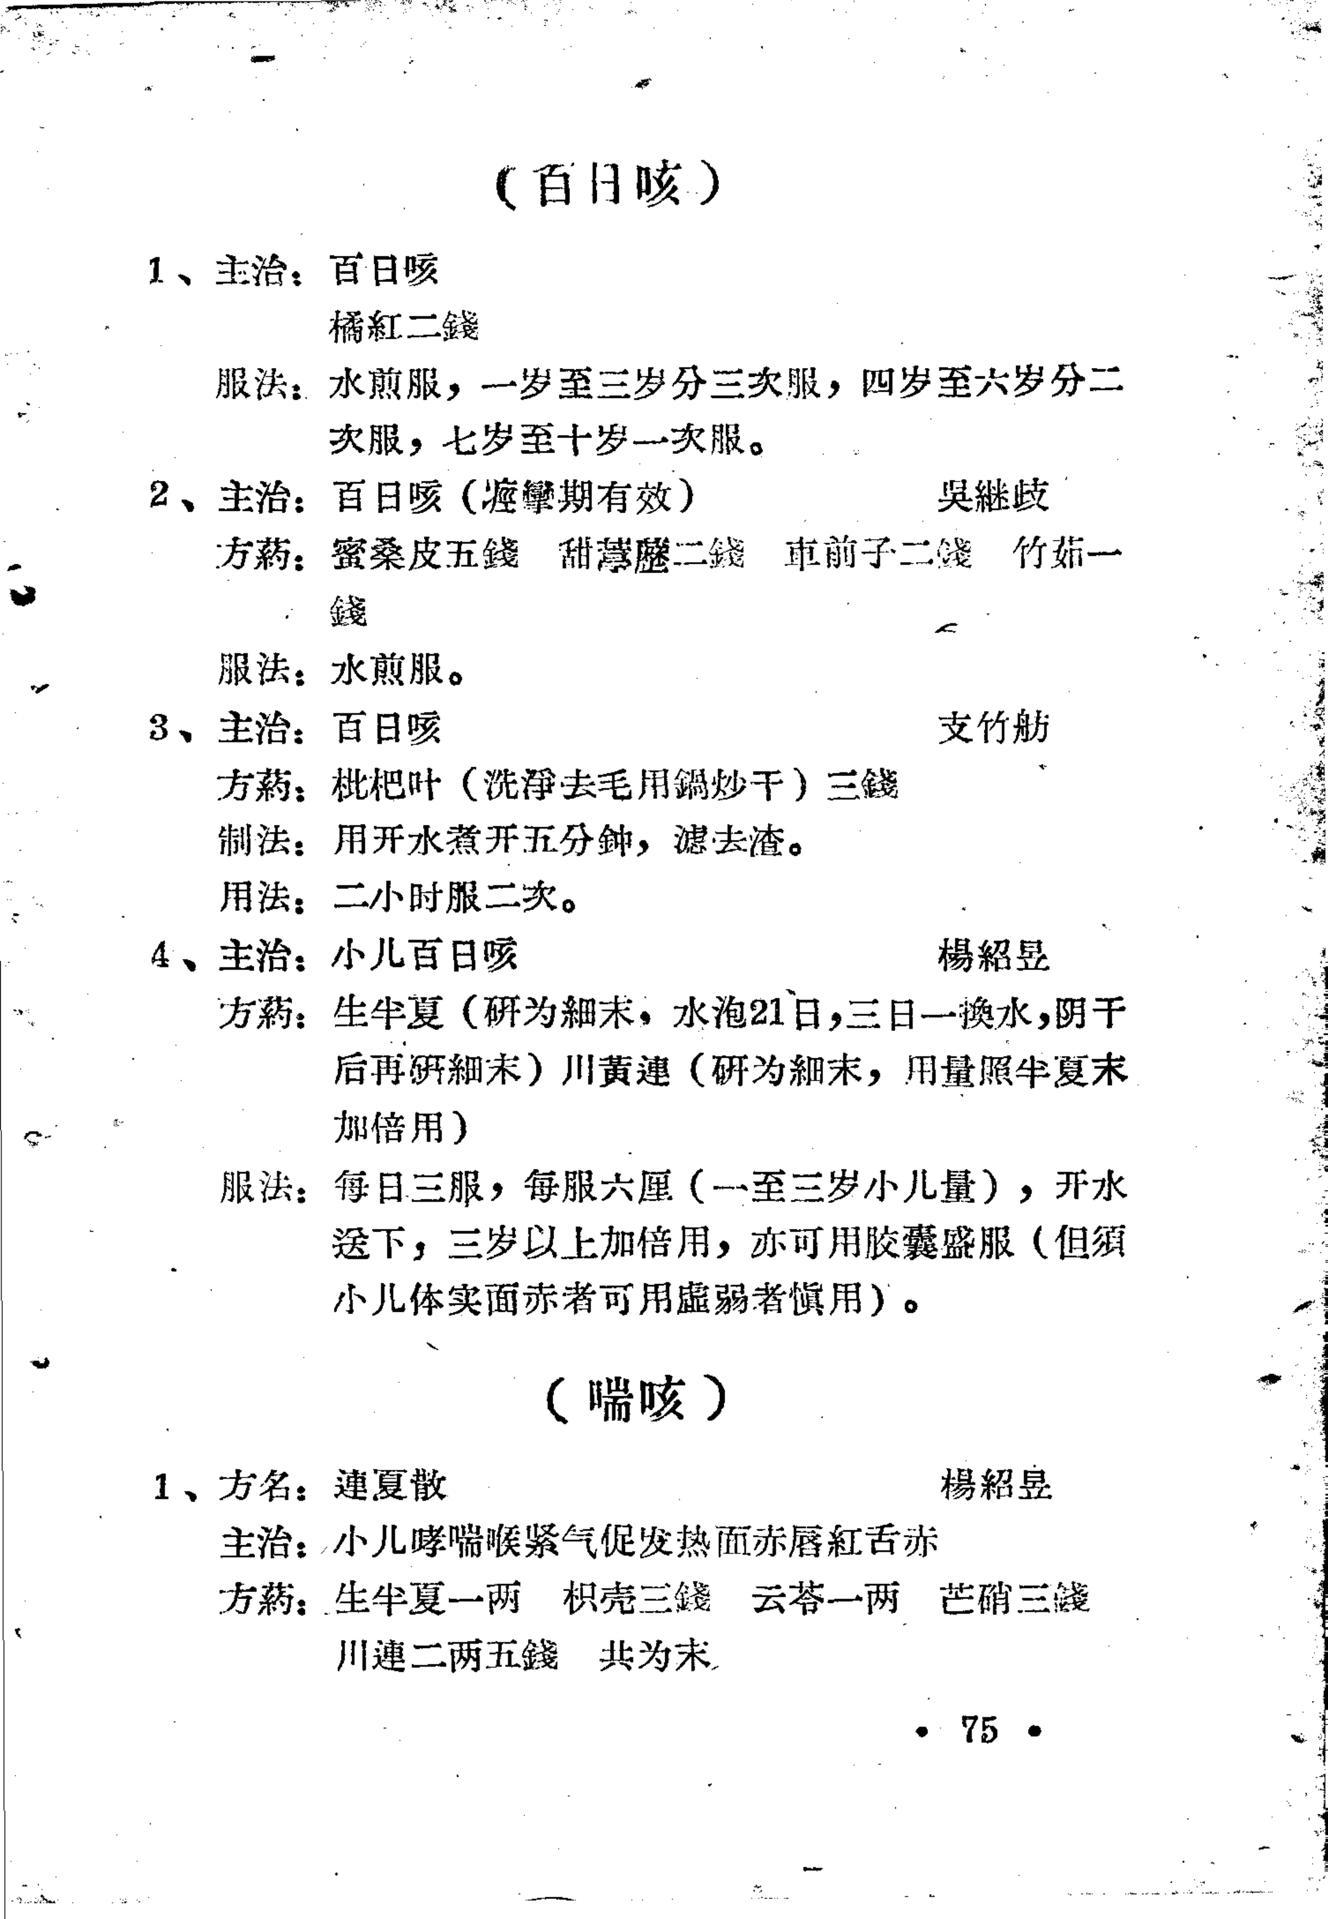 （百日咳）
1、主治：百日咳
橘紅二錢
服法：水煎服，一岁至三岁分三次服，四岁至六岁分二
次服，七岁至十岁一次服。
2、主治：百日咳（痙攣期有效） 吳継歧
方葯：蜜桑皮五錢 甜葶藶二錢 車前子二錢 竹茹一
錢
服法：水煎服。
3、主治：百日咳 支竹舫
方葯：枇杷叶（洗淨去毛用鍋炒干）三錢
制法：用开水煮开五分鈡，滤去渣。
用法：二小时服二次。
4、主治：小儿百日咳 楊紹昱
方葯：生半夏（研为細末，水泡21日，三日一換水，阴干
后再研細末）川黃連（研为細末，用量照半夏末
加倍用）
服法：每日三服，每服六厘（一至三岁小儿量），开水
送下，三岁以上加倍用，亦可用胶囊盛服（但須
小儿体实面赤者可用虛弱者愼用）。
（喘咳）
1、方名：連夏散 楊紹昱
主治：小儿哮喘喉紧气促发热面赤唇紅舌赤
方葯：生半夏一两 枳壳三錢 云苓一两 芒硝三錢
川連二两五錢 共为末
• 75 •